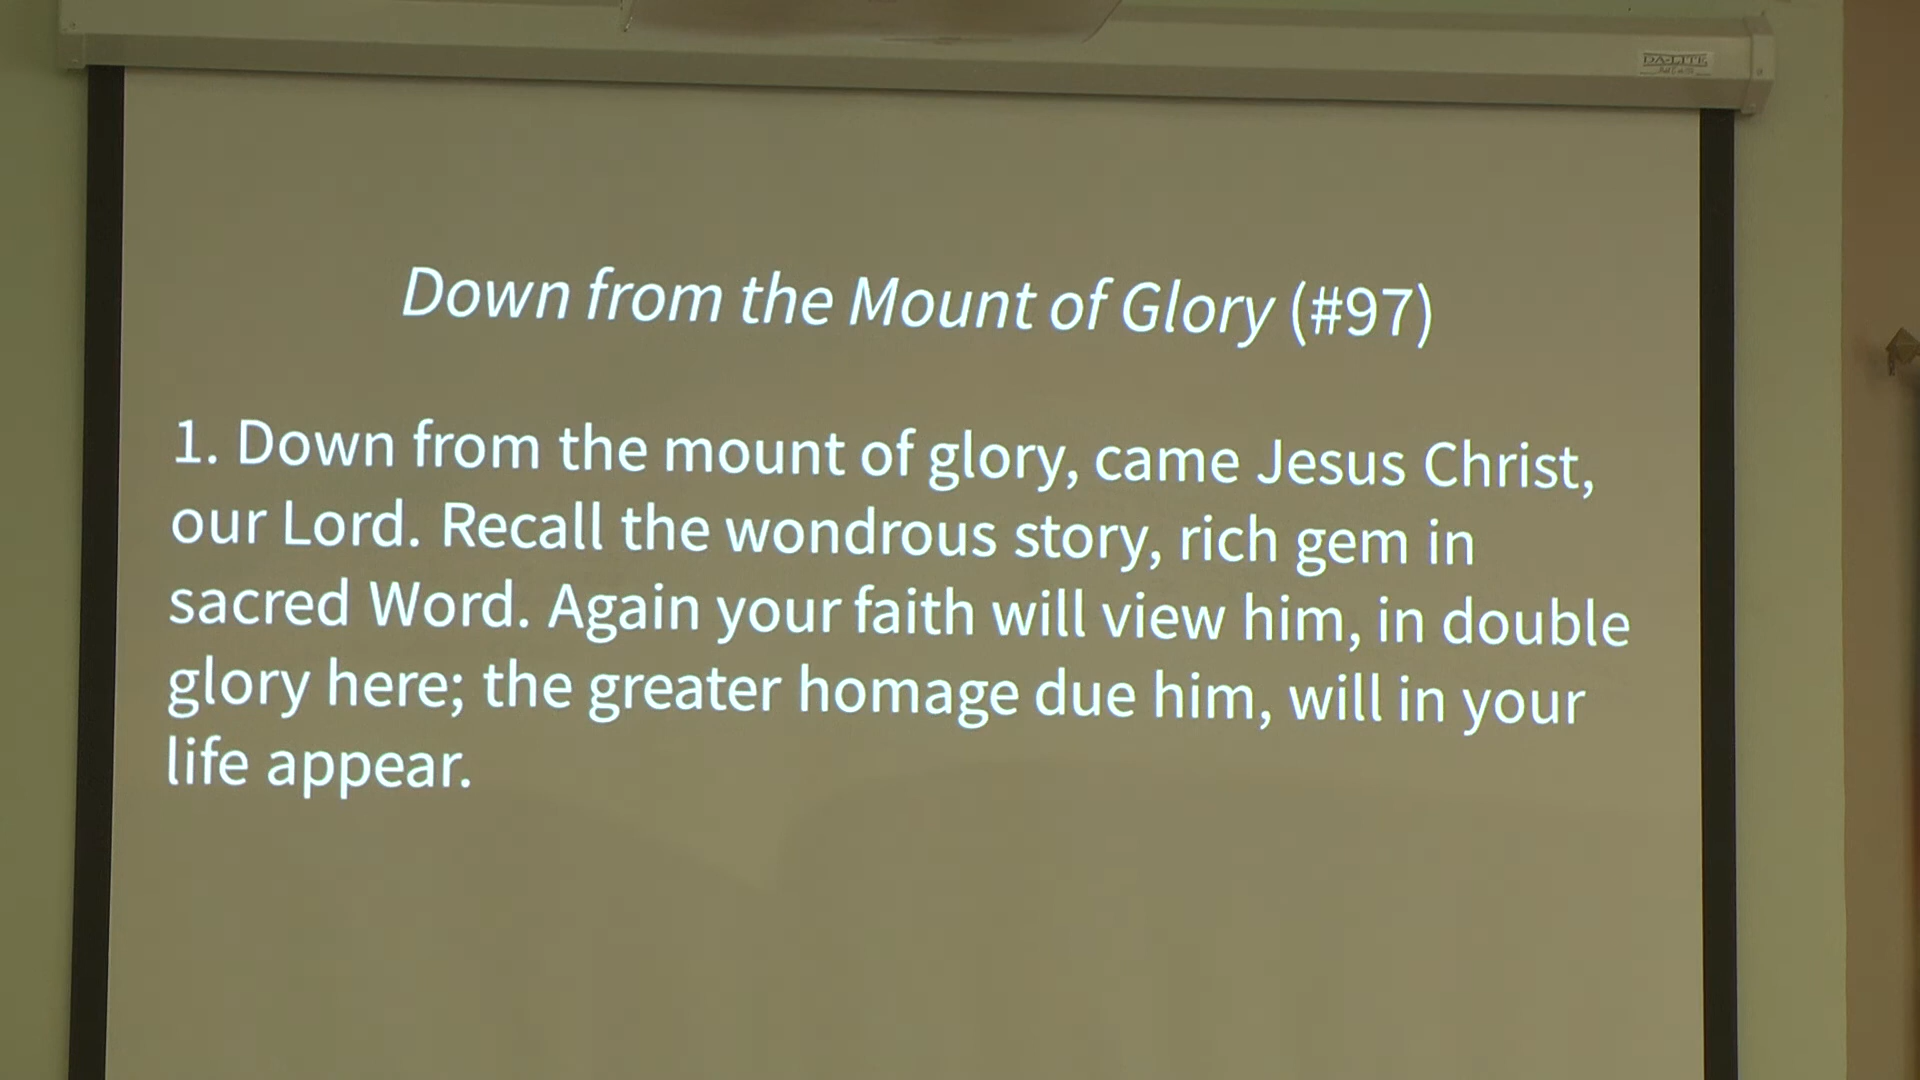 DA-LITE
Down from the Mount of Glory (#97)
1. Down from the mount of glory, came Jesus Christ,
our Lord. Recall the wondrous story, rich gem in
sacred Word. Again your faith will view him, in double
glory here; the greater homage due him, will in your
life appear.